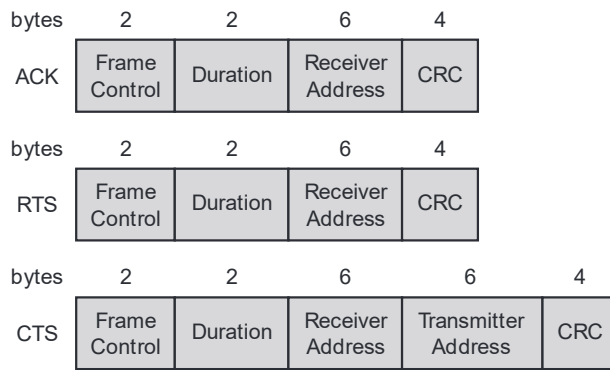 bytes 2 2 6 4
ACK Frame Control Duration Receiver Address CRC
bytes 2 2 6 4
RTS Frame Control Duration Receiver Address CRC
bytes 2 2 6 6 4
CTS Frame Control Duration Receiver Address Transmitter Address CRC